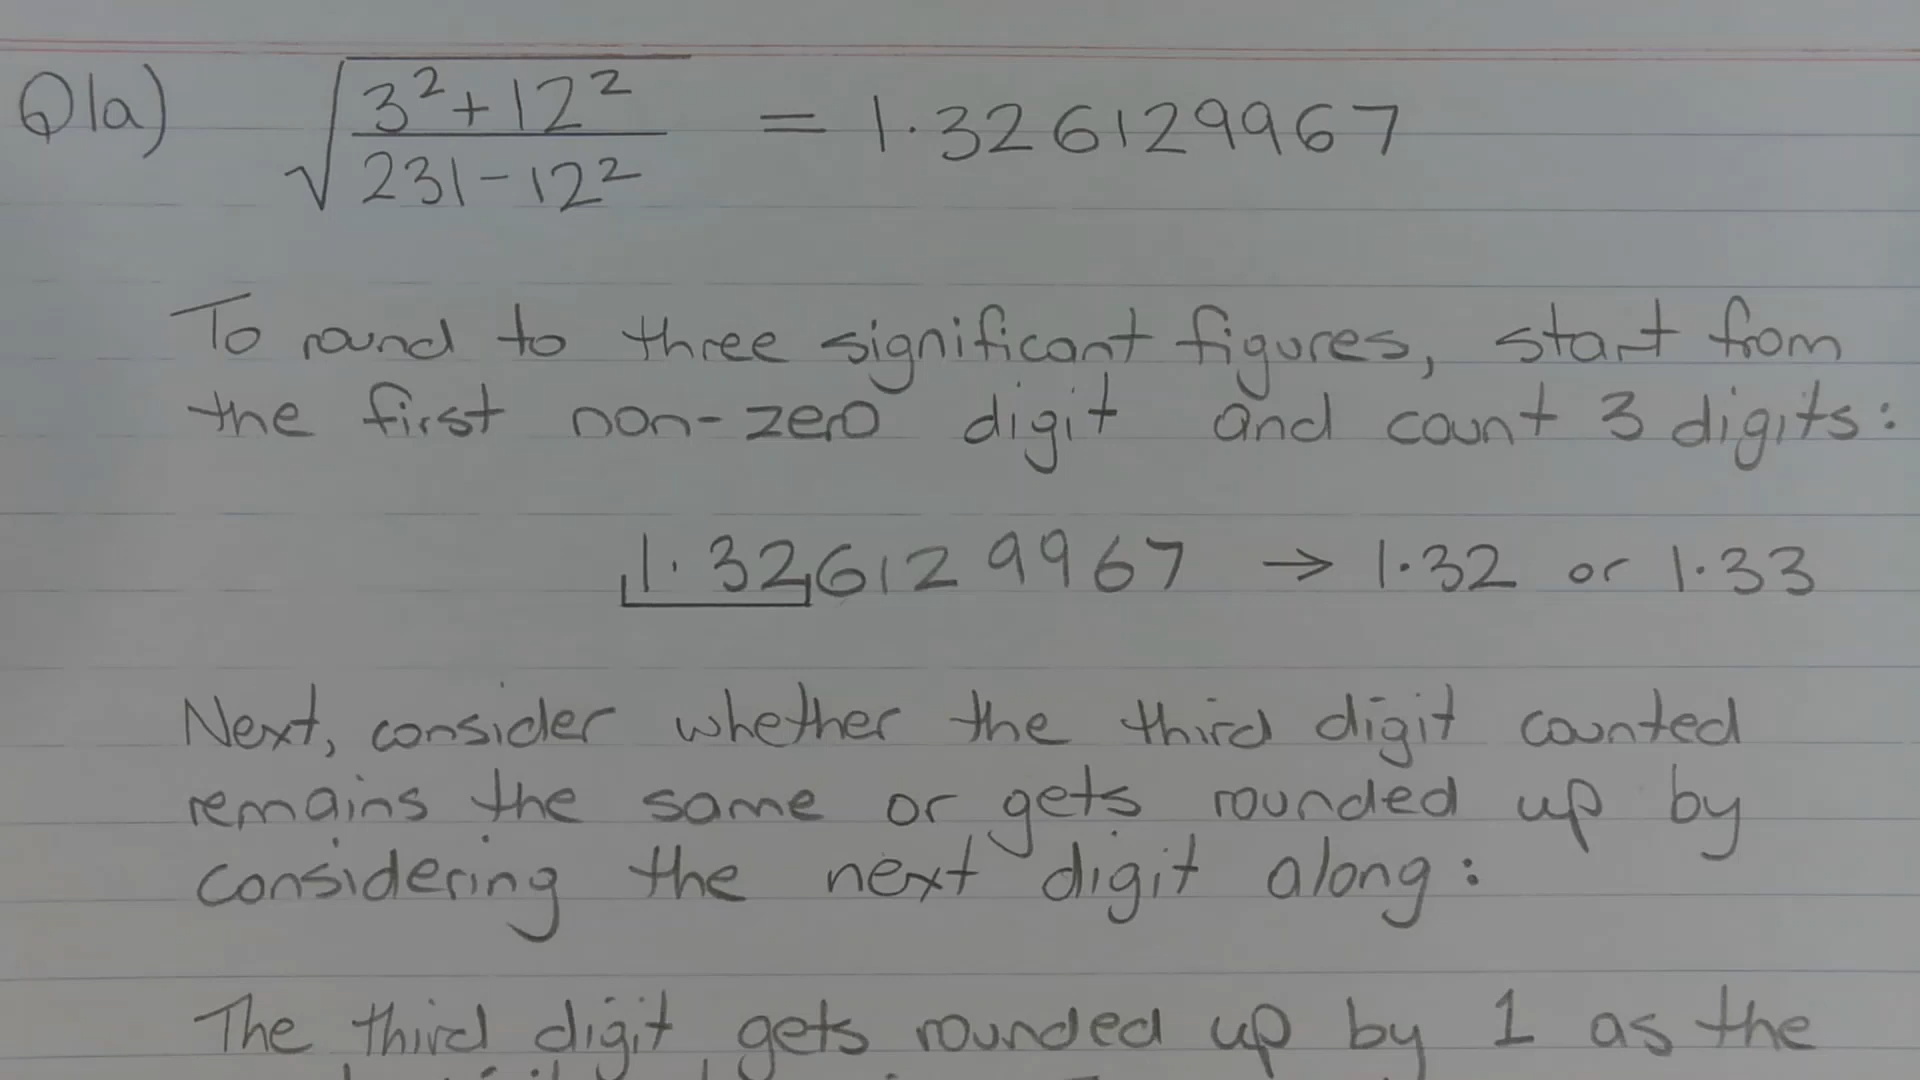 Q1a) √(3² + 12² / 231 - 12²) = 1.326129967
To round to three significant figures, start from
the first non-zero digit and count 3 digits:
1.326129967 → 1.32 or 1.33
Next, consider whether the third digit counted
remains the same or gets rounded up by
considering the next digit along:
The third digit gets rounded up by 1 as the